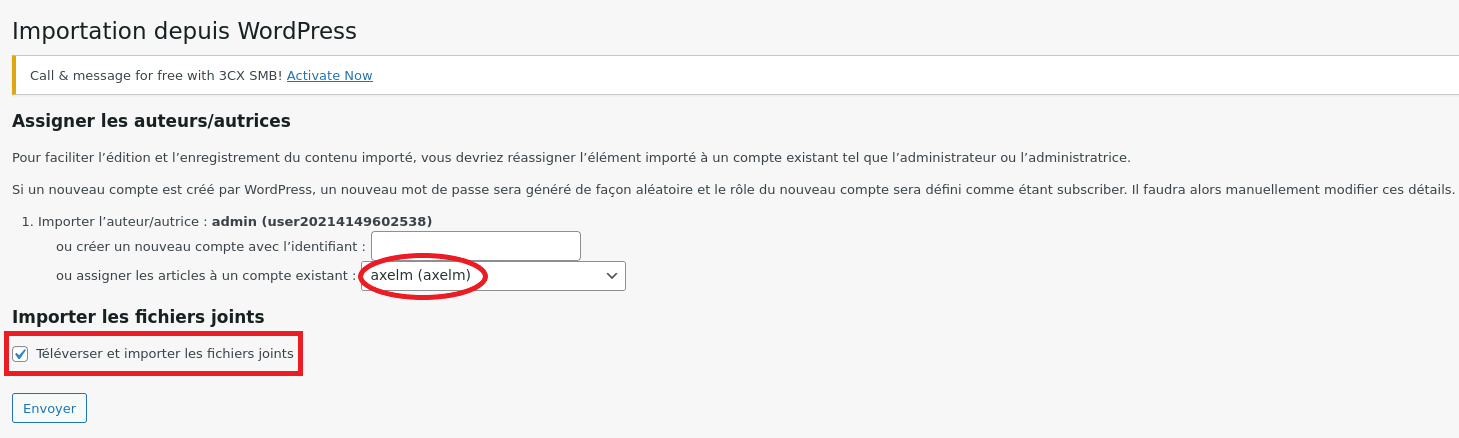 Importation depuis WordPress
Call & message for free with 3CX SMB! Activate Now
Assigner les auteurs/autrices
Pour faciliter l’édition et l’enregistrement du contenu importé, vous devriez réassigner l’élément importé à un compte existant tel que l’administrateur ou l’administratrice.
Si un nouveau compte est créé par WordPress, un nouveau mot de passe sera généré de façon aléatoire et le rôle du nouveau compte sera défini comme étant subscriber. Il faudra alors manuellement modifier ces détails.
1. Importer l’auteur/autrice : admin (user20214149602538)
ou créer un nouveau compte avec l’identifiant :
ou assigner les articles à un compte existant : axelm (axelm)
Importer les fichiers joints
Téléverser et importer les fichiers joints
Envoyer